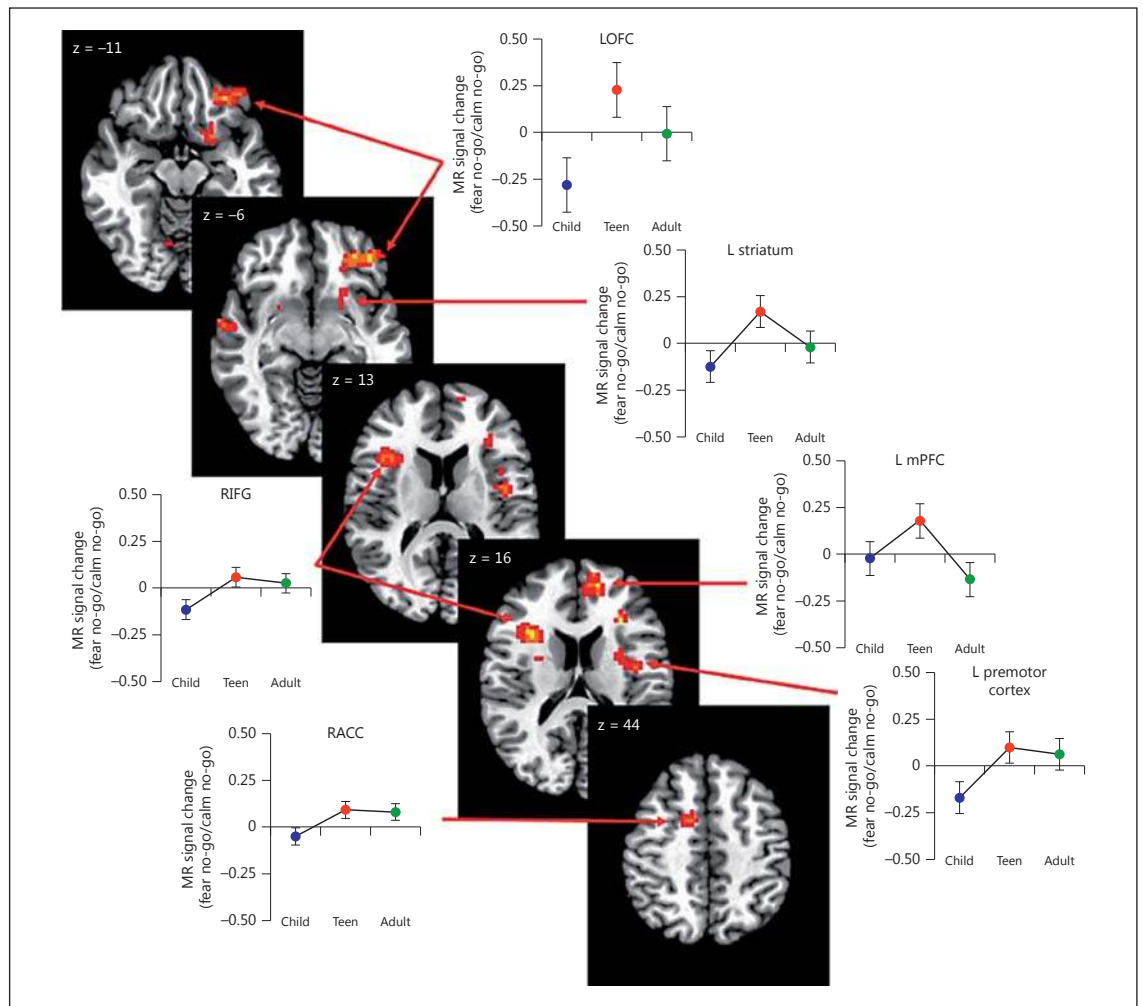 z = –11
z = –6
z = 13
z = 16
z = 44
LOFC
MR signal change
(fear no-go/calm no-go)
0.50
0.25
0
–0.25
–0.50
Child Teen Adult
L striatum
MR signal change
(fear no-go/calm no-go)
0.50
0.25
0
–0.25
–0.50
Child Teen Adult
L mPFC
MR signal change
(fear no-go/calm no-go)
0.50
0.25
0
–0.25
–0.50
Child Teen Adult
RIFG
MR signal change
(fear no-go/calm no-go)
0.50
0.25
0
–0.25
–0.50
Child Teen Adult
L premotor
cortex
MR signal change
(fear no-go/calm no-go)
0.50
0.25
0
–0.25
–0.50
Child Teen Adult
RACC
MR signal change
(fear no-go/calm no-go)
0.50
0.25
0
–0.25
–0.50
Child Teen Adult